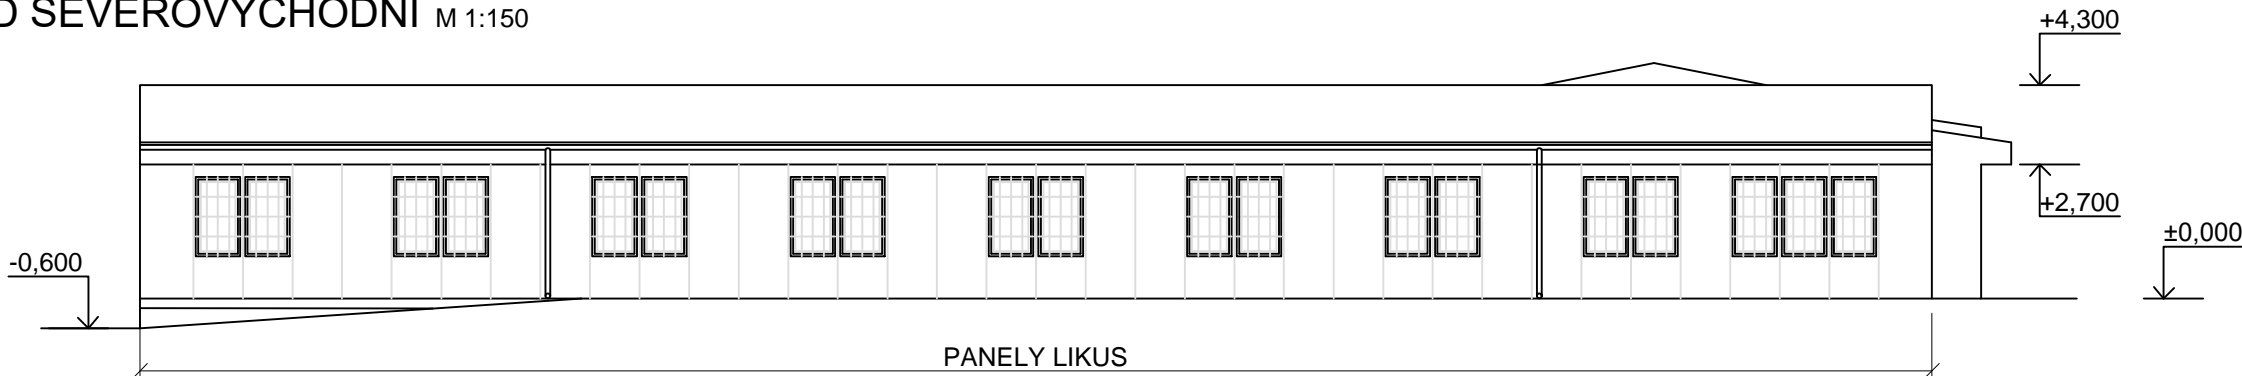 SEVEROVÝCHODNÍ M 1:150
+4,300
+2,700
±0,000
-0,600
PANELY LIKUS